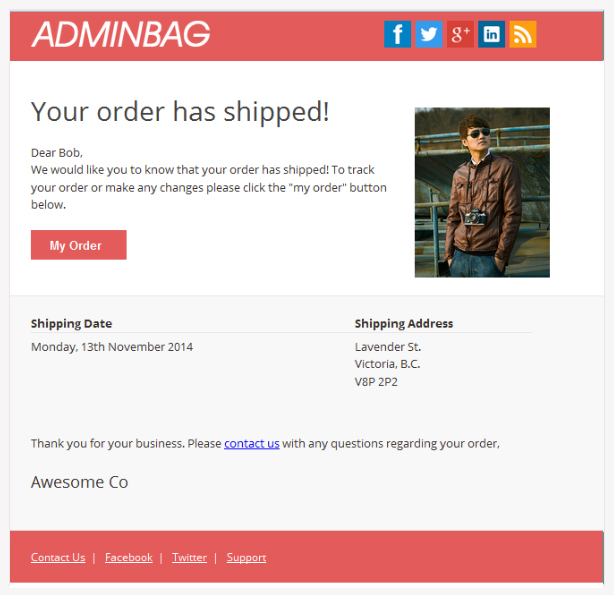 ADMINBAG
f g+ in
Your order has shipped!
Dear Bob,
We would like you to know that your order has shipped! To track
your order or make any changes please click the "my order" button
below.
My Order
Shipping Date
Shipping Address
Monday, 13th November 2014
Lavender St.
Victoria, B.C.
V8P 2P2
Thank you for your business. Please contact us with any questions regarding your order,
Awesome Co
Contact Us | Facebook | Twitter | Support